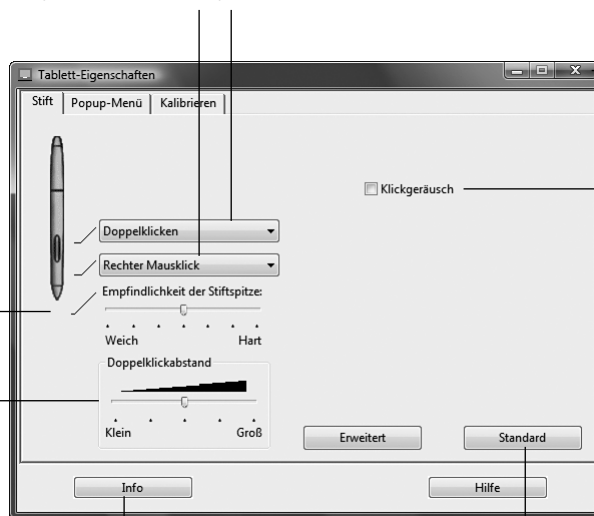 Tablett-Eigenschaften
Stift Popup-Menü Kalibrieren
Klickgeräusch
Doppelklicken
Rechter Mausklick
Empfindlichkeit der Stiftspitze:
Weich Hart
Doppelklickabstand
Klein Groß
Erweitert Standard
Info Hilfe